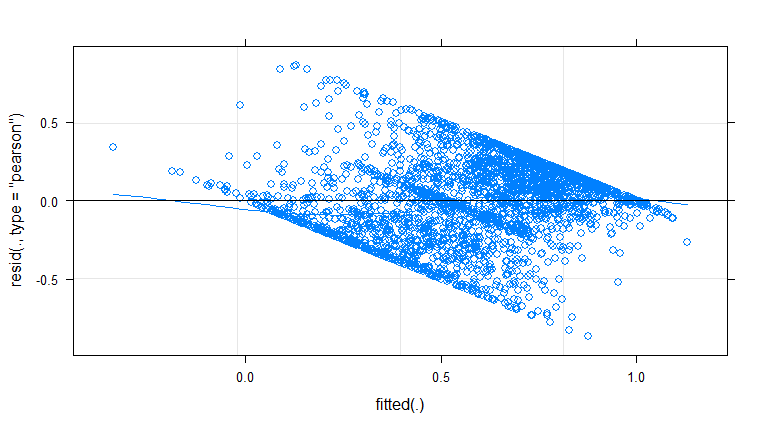 resid(., type = "pearson")
0.5
0.0
-0.5
0.0 0.5 1.0
fitted(.)